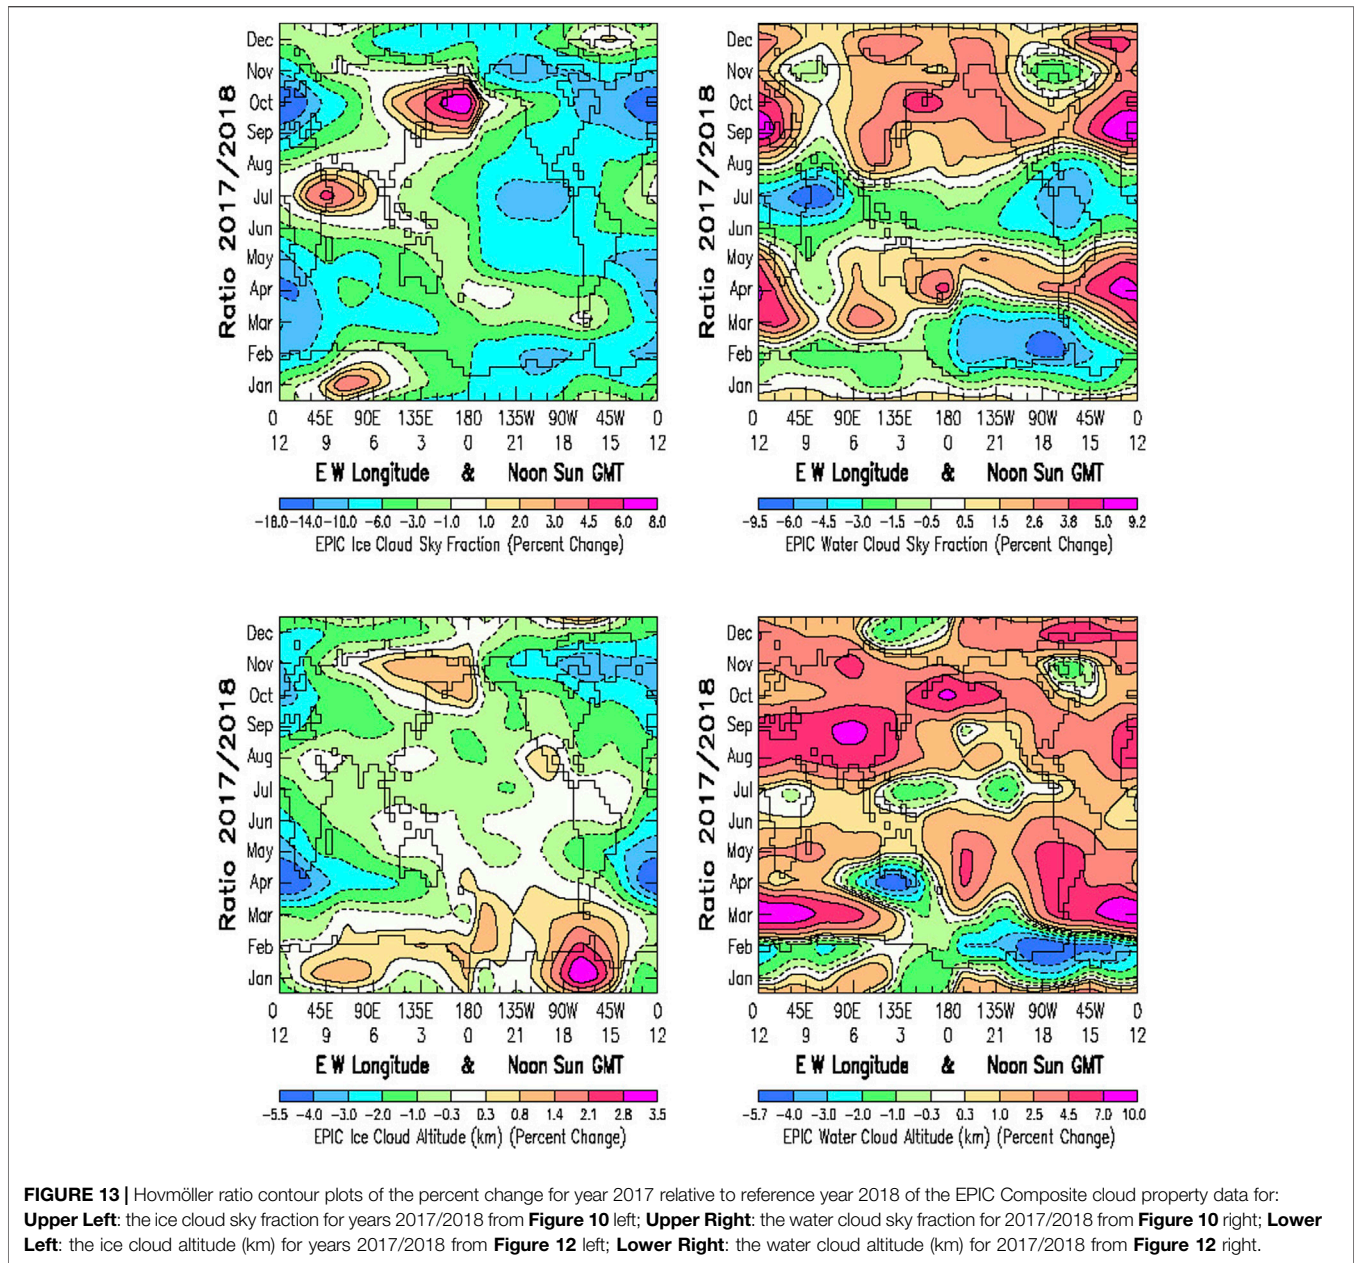 Dec Dec
Nov Nov
Oct Oct
Sep Sep
Aug Aug
Jul Jul
Jun Jun
May May
Apr Apr
Mar Mar
Feb Feb
Jan Jan
Ratio 2017/2018 Ratio 2017/2018
0 45E 90E 135E 180 135W 90W 45W 0 0 45E 90E 135E 180 135W 90W 45W 0
12 9 6 3 0 21 18 15 12 12 9 6 3 0 21 18 15 12
E W Longitude & Noon Sun GMT E W Longitude & Noon Sun GMT
-18.0 -14.0 -10.0 -6.0 -3.0 -1.0 1.0 2.0 3.0 4.5 6.0 8.0 -9.5 -6.0 -4.5 -3.0 -1.5 -0.5 0.5 1.5 2.6 3.8 5.0 9.2
EPIC Ice Cloud Sky Fraction (Percent Change) EPIC Water Cloud Sky Fraction (Percent Change)
Dec Dec
Nov Nov
Oct Oct
Sep Sep
Aug Aug
Jul Jul
Jun Jun
May May
Apr Apr
Mar Mar
Feb Feb
Jan Jan
Ratio 2017/2018 Ratio 2017/2018
0 45E 90E 135E 180 135W 90W 45W 0 0 45E 90E 135E 180 135W 90W 45W 0
12 9 6 3 0 21 18 15 12 12 9 6 3 0 21 18 15 12
E W Longitude & Noon Sun GMT E W Longitude & Noon Sun GMT
-5.5 -4.0 -3.0 -2.0 -1.0 -0.3 0.3 0.8 1.4 2.1 2.8 3.5 -5.7 -4.0 -3.0 -2.0 -1.0 -0.3 0.3 1.0 2.5 4.5 7.0 10.0
EPIC Ice Cloud Altitude (km) (Percent Change) EPIC Water Cloud Altitude (km) (Percent Change)
FIGURE 13 | Hovmöller ratio contour plots of the percent change for year 2017 relative to reference year 2018 of the EPIC Composite cloud property data for:
Upper Left: the ice cloud sky fraction for years 2017/2018 from Figure 10 left; Upper Right: the water cloud sky fraction for 2017/2018 from Figure 10 right; Lower
Left: the ice cloud altitude (km) for years 2017/2018 from Figure 12 left; Lower Right: the water cloud altitude (km) for 2017/2018 from Figure 12 right.